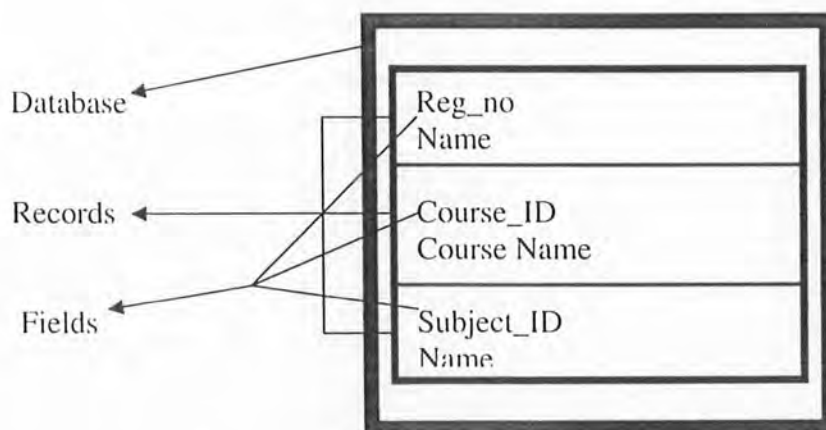 Database
Records
Fields
Reg_no
Name
Course_ID
Course Name
Subject_ID
Name